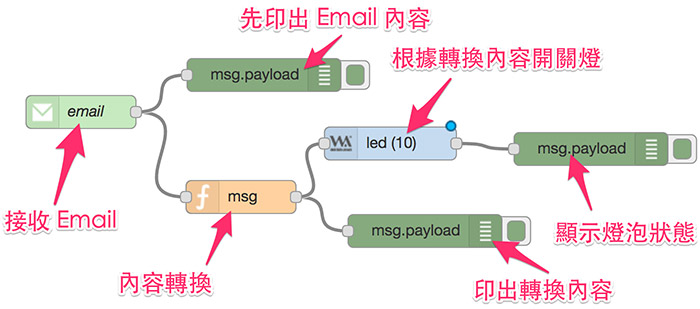 先印出 Email 內容
msg.payload
根據轉換內容開關燈
email
led (10)
msg.payload
接收 Email
msg
msg.payload
顯示燈泡狀態
內容轉換
印出轉換內容